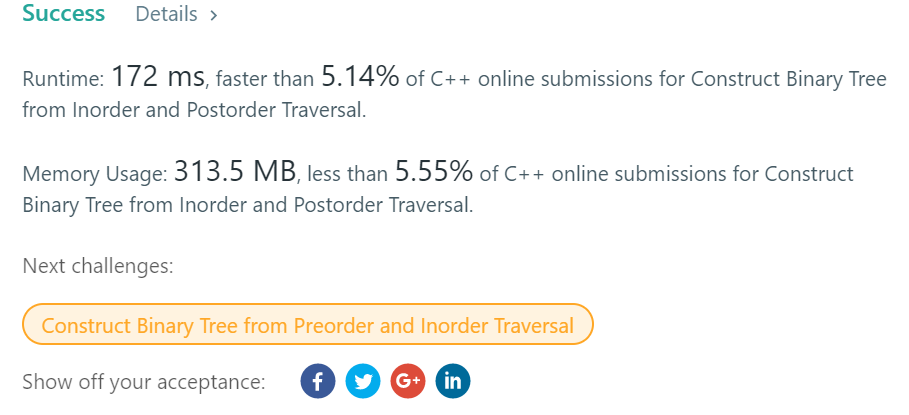 Success Details >
Runtime: 172 ms, faster than 5.14% of C++ online submissions for Construct Binary Tree
from Inorder and Postorder Traversal.
Memory Usage: 313.5 MB, less than 5.55% of C++ online submissions for Construct
Binary Tree from Inorder and Postorder Traversal.
Next challenges:
Construct Binary Tree from Preorder and Inorder Traversal
Show off your acceptance: f G+ in